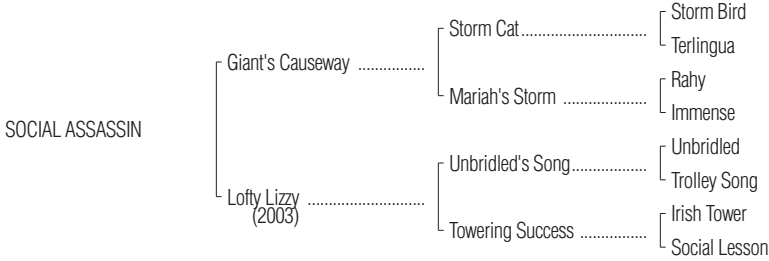 Storm Bird
Storm Cat..............................
Terlingua
Giant's Causeway ................
Rahy
Mariah's Storm ....................
Immense
SOCIAL ASSASSIN
Unbridled
Unbridled's Song..................
Trolley Song
Lofty Lizzy ............................
(2003)
Irish Tower
Towering Success ................
Social Lesson